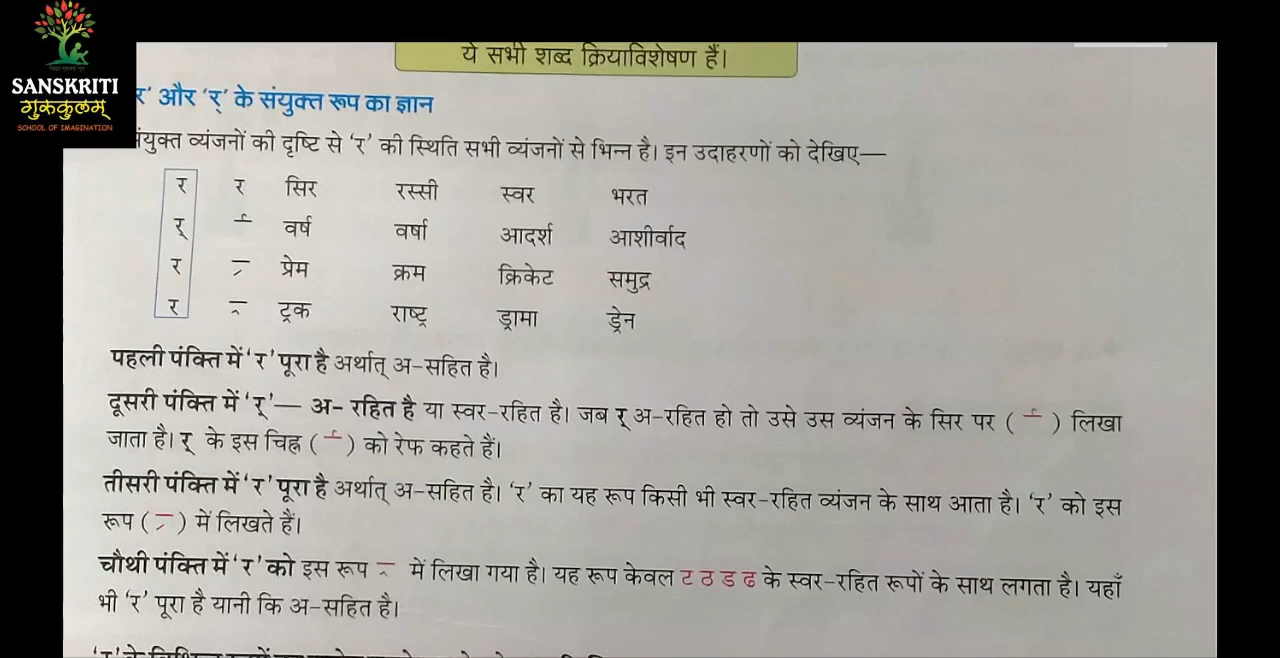 SANSKRITI
गुरुकुलम्
SCHOOL OF IMAGINATION
ये सभी शब्द क्रियाविशेषण हैं।
र’ और ‘र्’ के संयुक्त रूप का ज्ञान
संयुक्त व्यंजनों की दृष्टि से ‘र’ की स्थिति सभी व्यंजनों से भिन्न है। इन उदाहरणों को देखिए—
र र सिर रस्सी स्वर भरत
र् र्‍ वर्ष वर्षा आदर्श आशीर्वाद
र ्र प्रेम क्रम क्रिकेट समुद्र
र ्र ट्रक राष्ट्र ड्रामा ड्रेन
पहली पंक्ति में ‘र’ पूरा है अर्थात् अ-सहित है।
दूसरी पंक्ति में ‘र्’— अ- रहित है या स्वर-रहित है। जब र् अ-रहित हो तो उसे उस व्यंजन के सिर पर ( र्‍ ) लिखा
जाता है। र् के इस चिह्न ( र्‍ ) को रेफ कहते हैं।
तीसरी पंक्ति में ‘र’ पूरा है अर्थात् अ-सहित है। ‘र’ का यह रूप किसी भी स्वर-रहित व्यंजन के साथ आता है। ‘र’ को इस
रूप ( ्र ) में लिखते हैं।
चौथी पंक्ति में ‘र’ को इस रूप ्र में लिखा गया है। यह रूप केवल ट ठ ड ढ के स्वर-रहित रूपों के साथ लगता है। यहाँ
भी ‘र’ पूरा है यानी कि अ-सहित है।